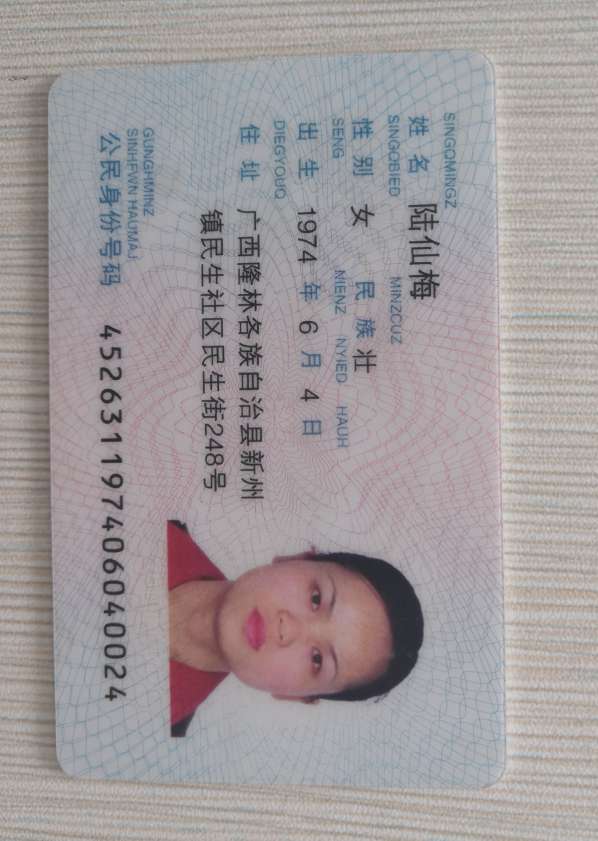 SINGQMINGZ
姓名 陆仙梅
SINGQBIED MINZCUZ
性别 女 民族 壮
SENG NIENZ NYIED HAUH
出生 1974 年 6 月 4 日
DIEGYOUQ
住址 广西隆林各族自治县新州
镇民生社区民生街248号
GUNGHMINZ
SINHFWN HAUMAJ
公民身份号码 452631197406040024